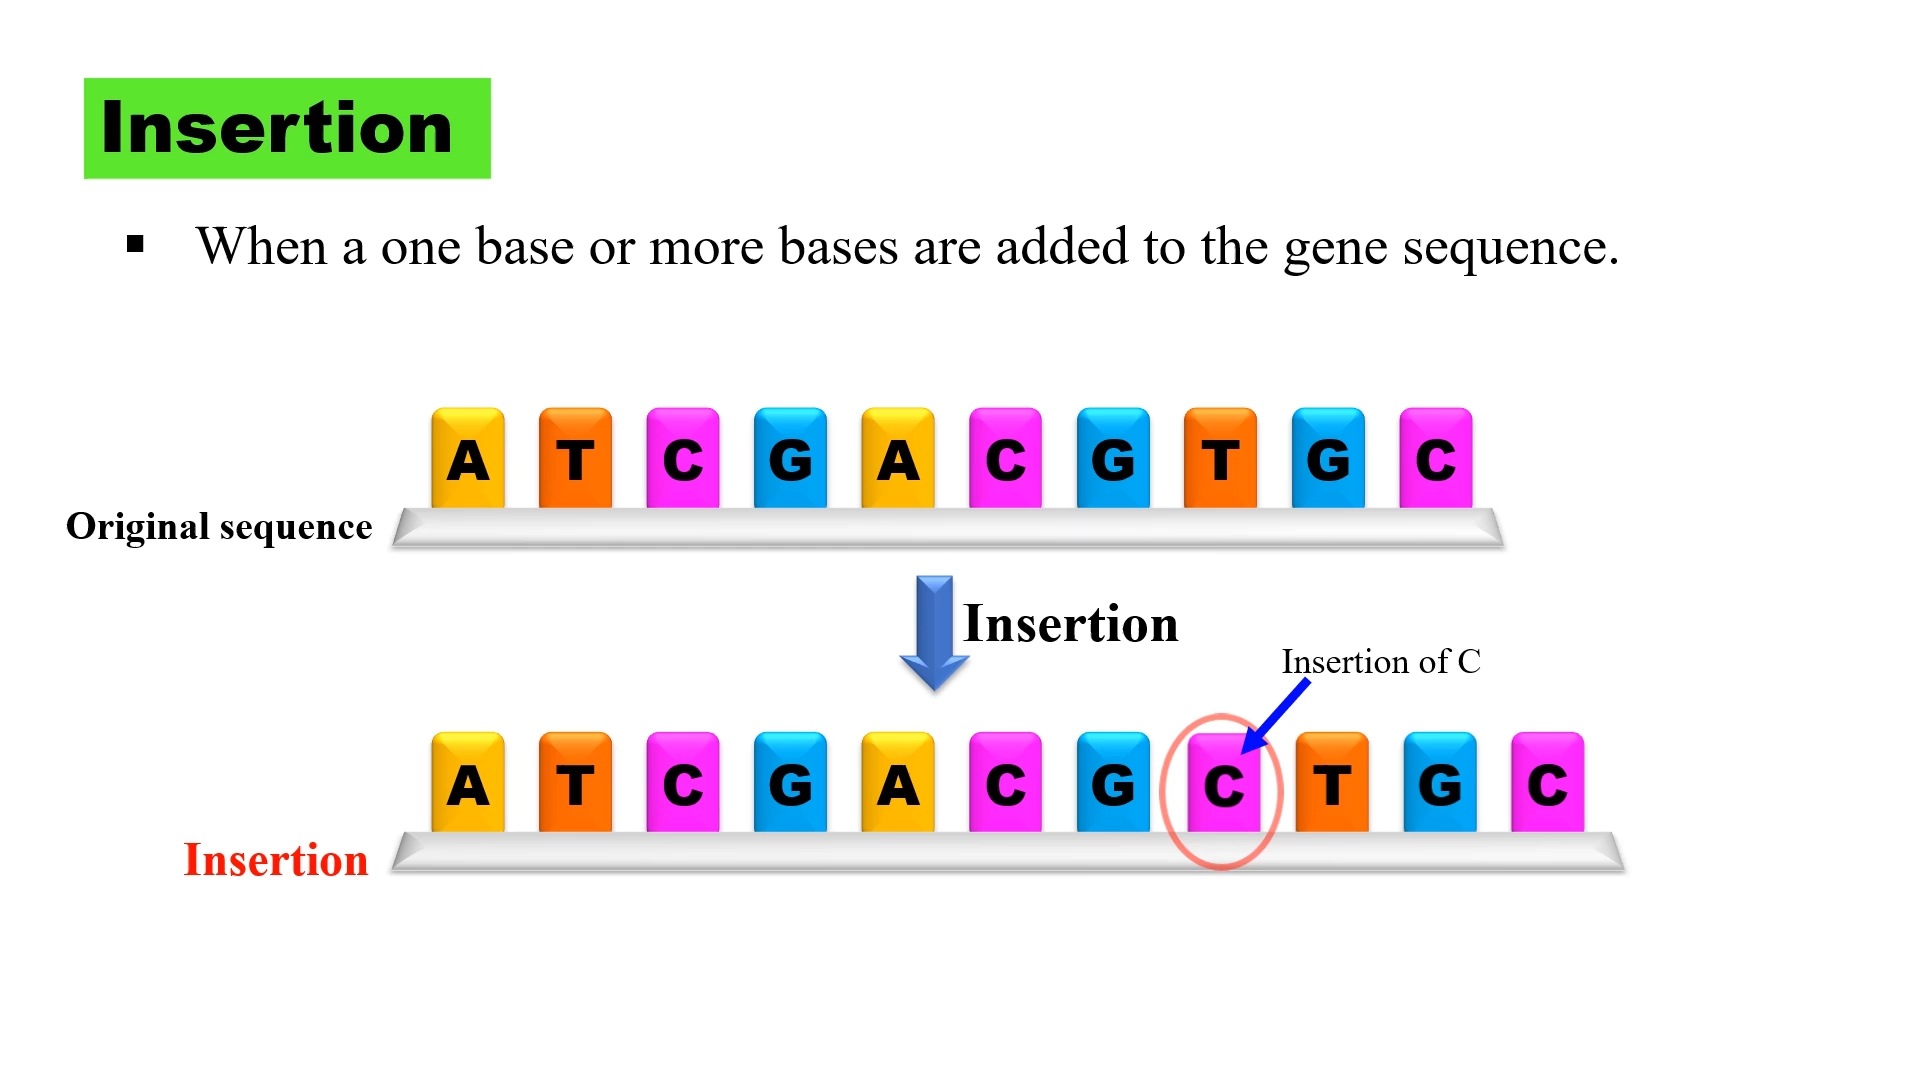 Insertion
▪ When a one base or more bases are added to the gene sequence.
A T C G A C G T G C
Original sequence
Insertion
Insertion of C
A T C G A C G C T G C
Insertion